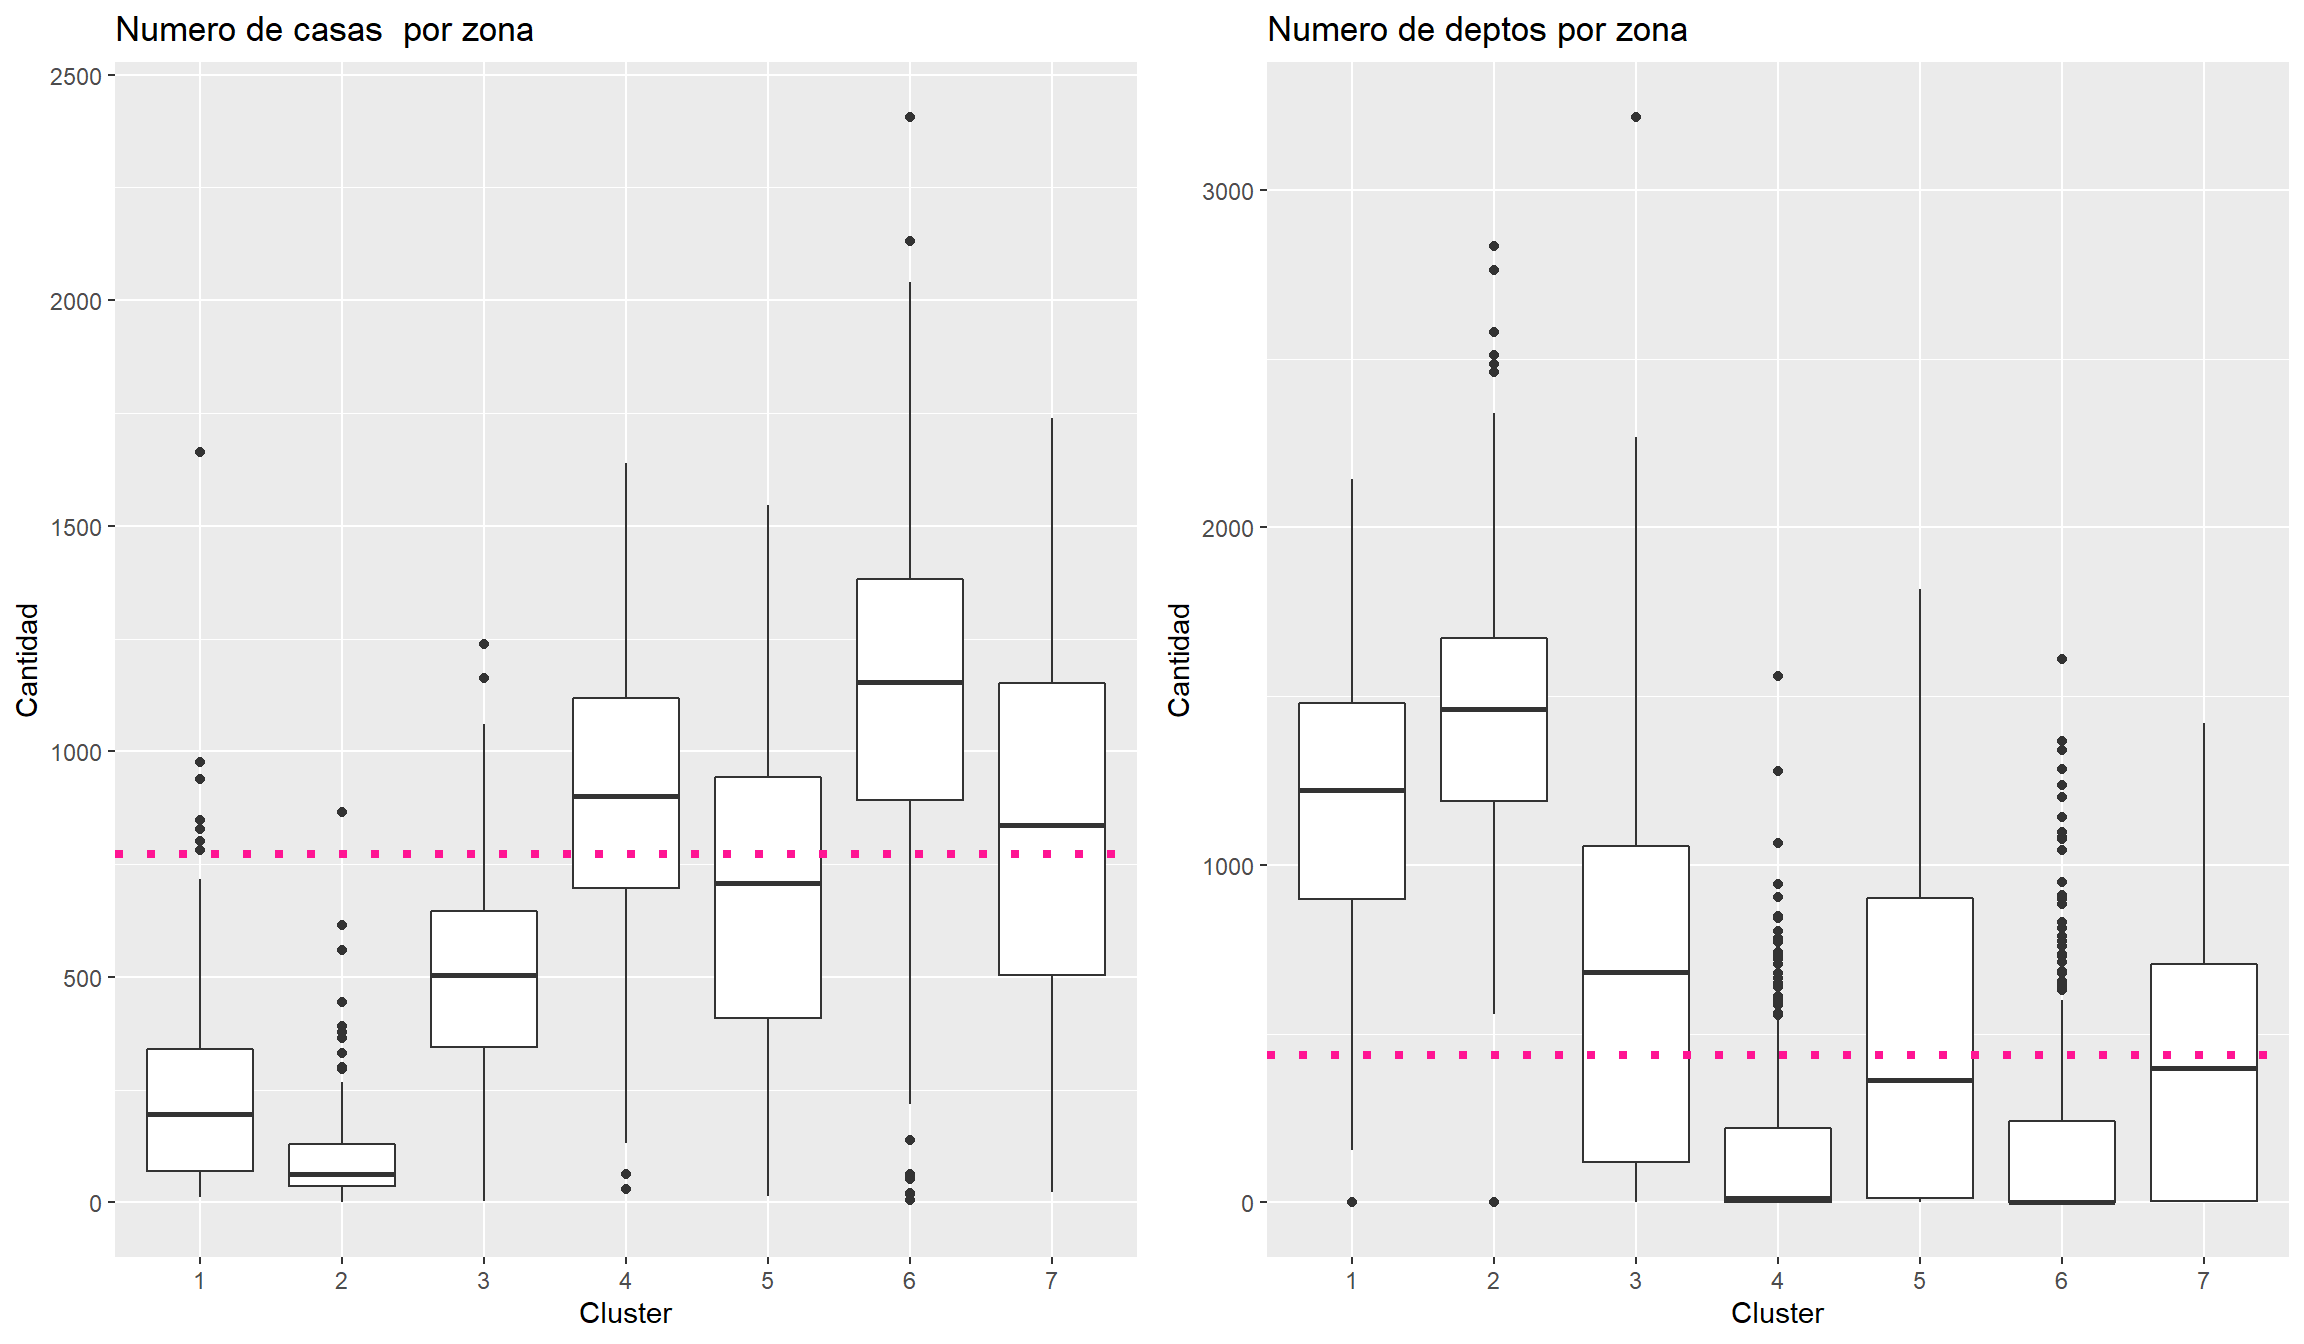 Numero de casas  por zona
2500
2000
1500
1000
500
0
Cantidad
1 2 3 4 5 6 7
Cluster
Numero de deptos por zona
3000
2000
1000
0
Cantidad
1 2 3 4 5 6 7
Cluster